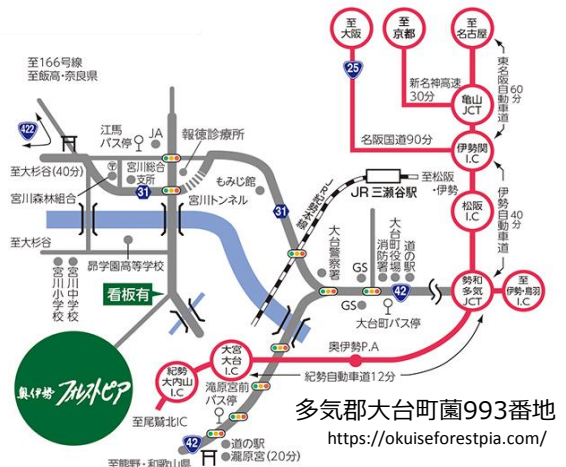 至
大阪
至
京都
至
名古屋
25
新名神高速
30分
亀山
JCT
東名阪自動車道
60分
名阪国道90分
伊勢関
I.C
伊勢自動車道
40分
松阪
I.C
至166号線
至飯高・奈良県
422
江馬
バス停
JA
報徳診療所
至大杉谷(40分)
宮川総合
支所
31
宮川森林組合
宮川トンネル
もみじ館
31
JR紀勢本線
JR 三瀬谷駅
至松阪
・伊勢
至大杉谷
昴学園高等学校
宮川小学校
宮川中学校
看板有
大台警察署
GS
GS
消防署
大台町役場
道の駅
42
大台町バス停
勢和
多気
JCT
至
伊勢・鳥羽
I.C
奥伊勢P.A
大宮
大台
I.C
紀勢
大内山
I.C
紀勢自動車道12分
奥伊勢 フォレストピア
至尾鷲北IC
滝原宮前
バス停
42
道の駅
瀧原宮(20分)
至熊野・和歌山県
多気郡大台町薗993番地
https://okuiseforestpia.com/